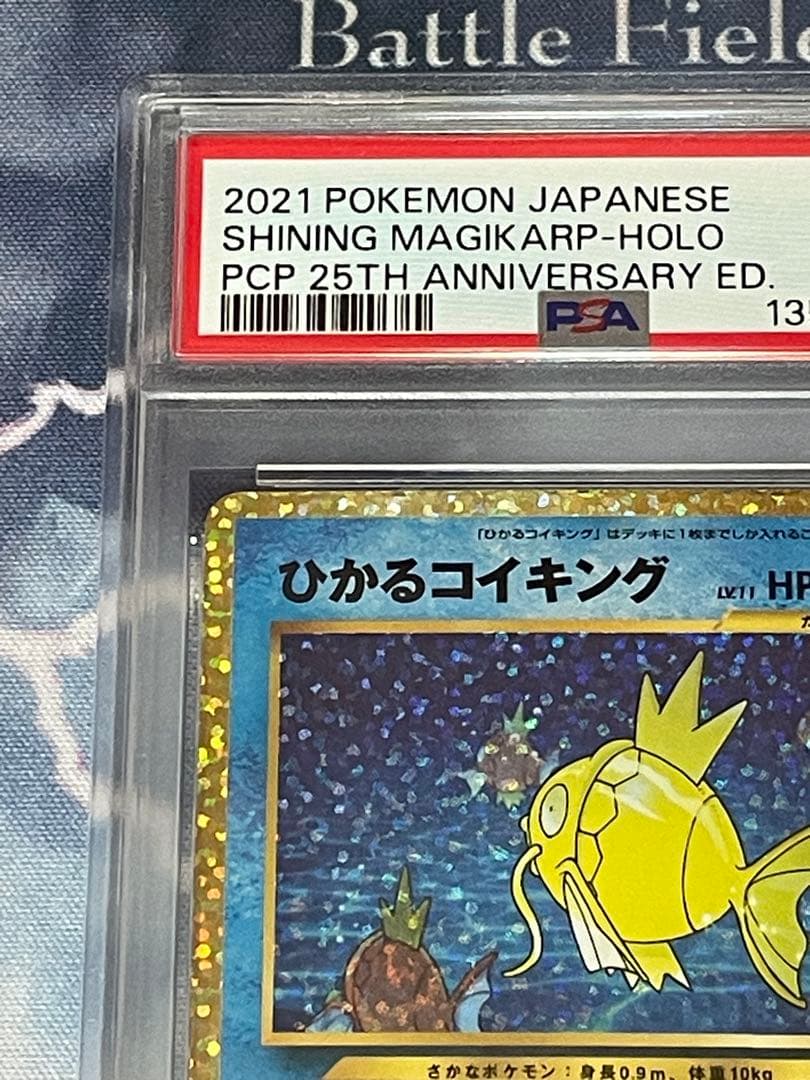 Battle Fiel
2021 POKEMON JAPANESE
SHINING MAGIKARP-HOLO
PCP 25TH ANNIVERSARY ED.
PSA
13
「ひかるコイキング」はデッキに1枚までしか入れるこ
ひかるコイキング LV.11 HP
さかなポケモン：身長0.9m、体重10kg